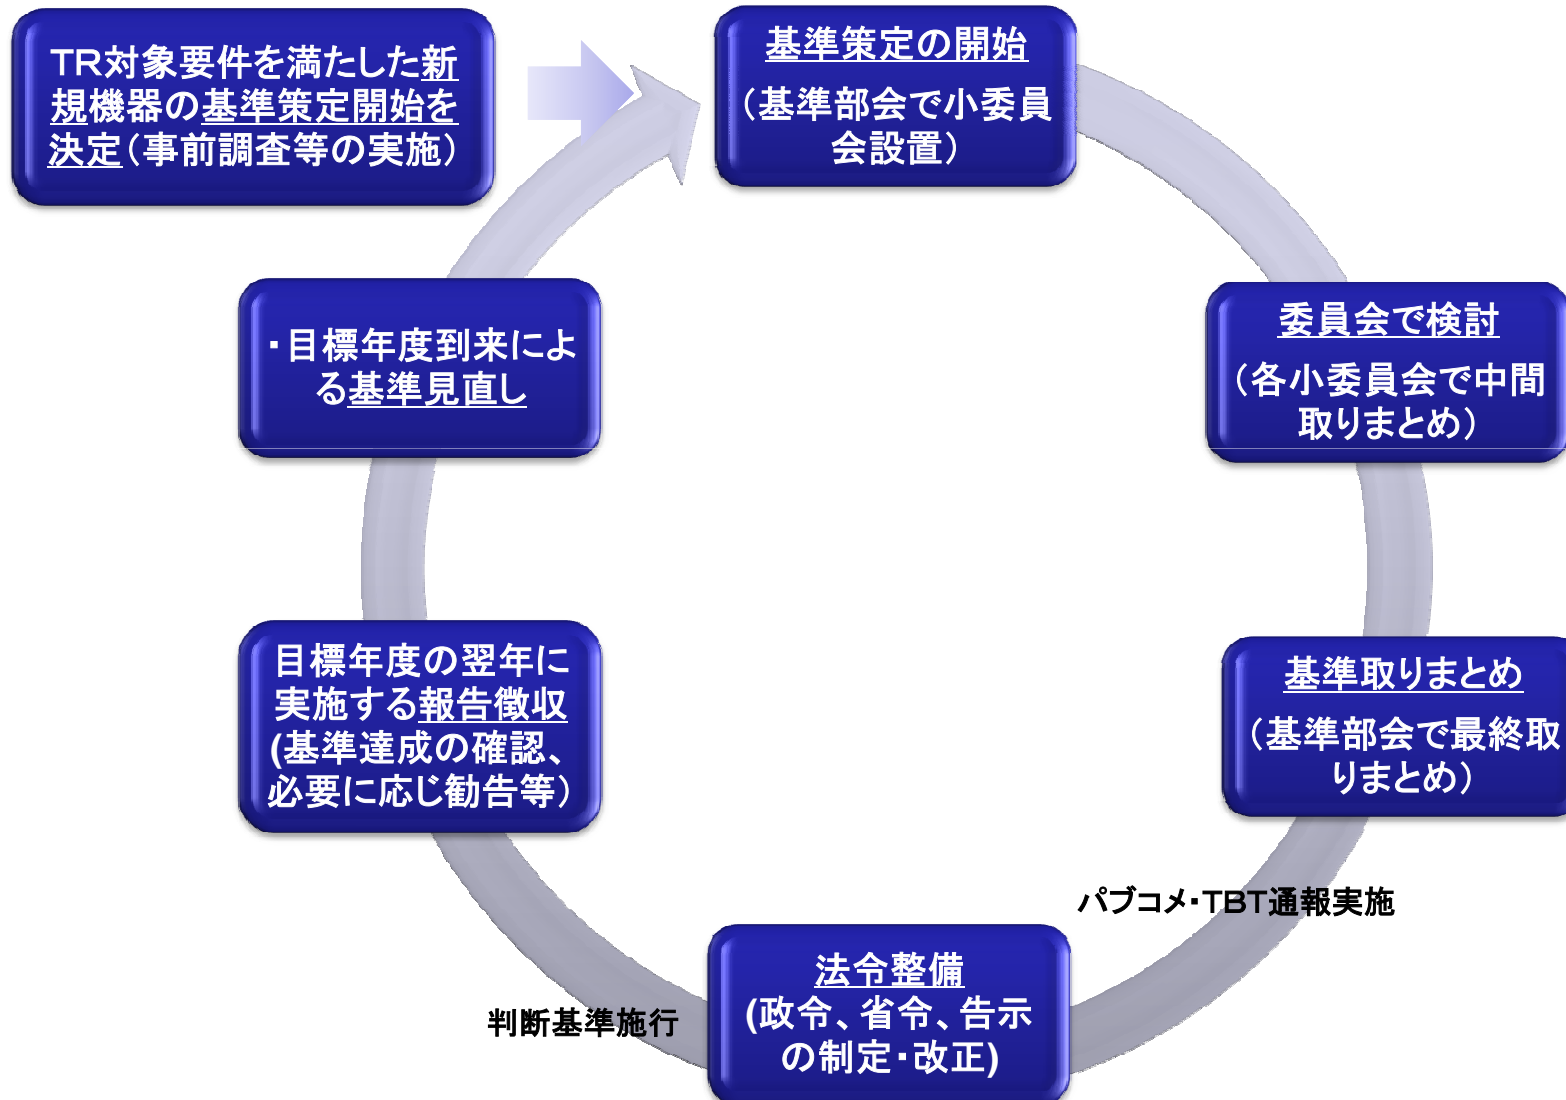 TR対象要件を満たした新
規機器の基準策定開始を
決定（事前調査等の実施）
基準策定の開始
（基準部会で小委員
会設置）
委員会で検討
（各小委員会で中間
取りまとめ）
基準取りまとめ
（基準部会で最終取
りまとめ）
パブコメ・TBT通報実施
法令整備
(政令、省令、告示
の制定・改正)
判断基準施行
目標年度の翌年に
実施する報告徴収
(基準達成の確認、
必要に応じ勧告等）
・目標年度到来によ
る基準見直し